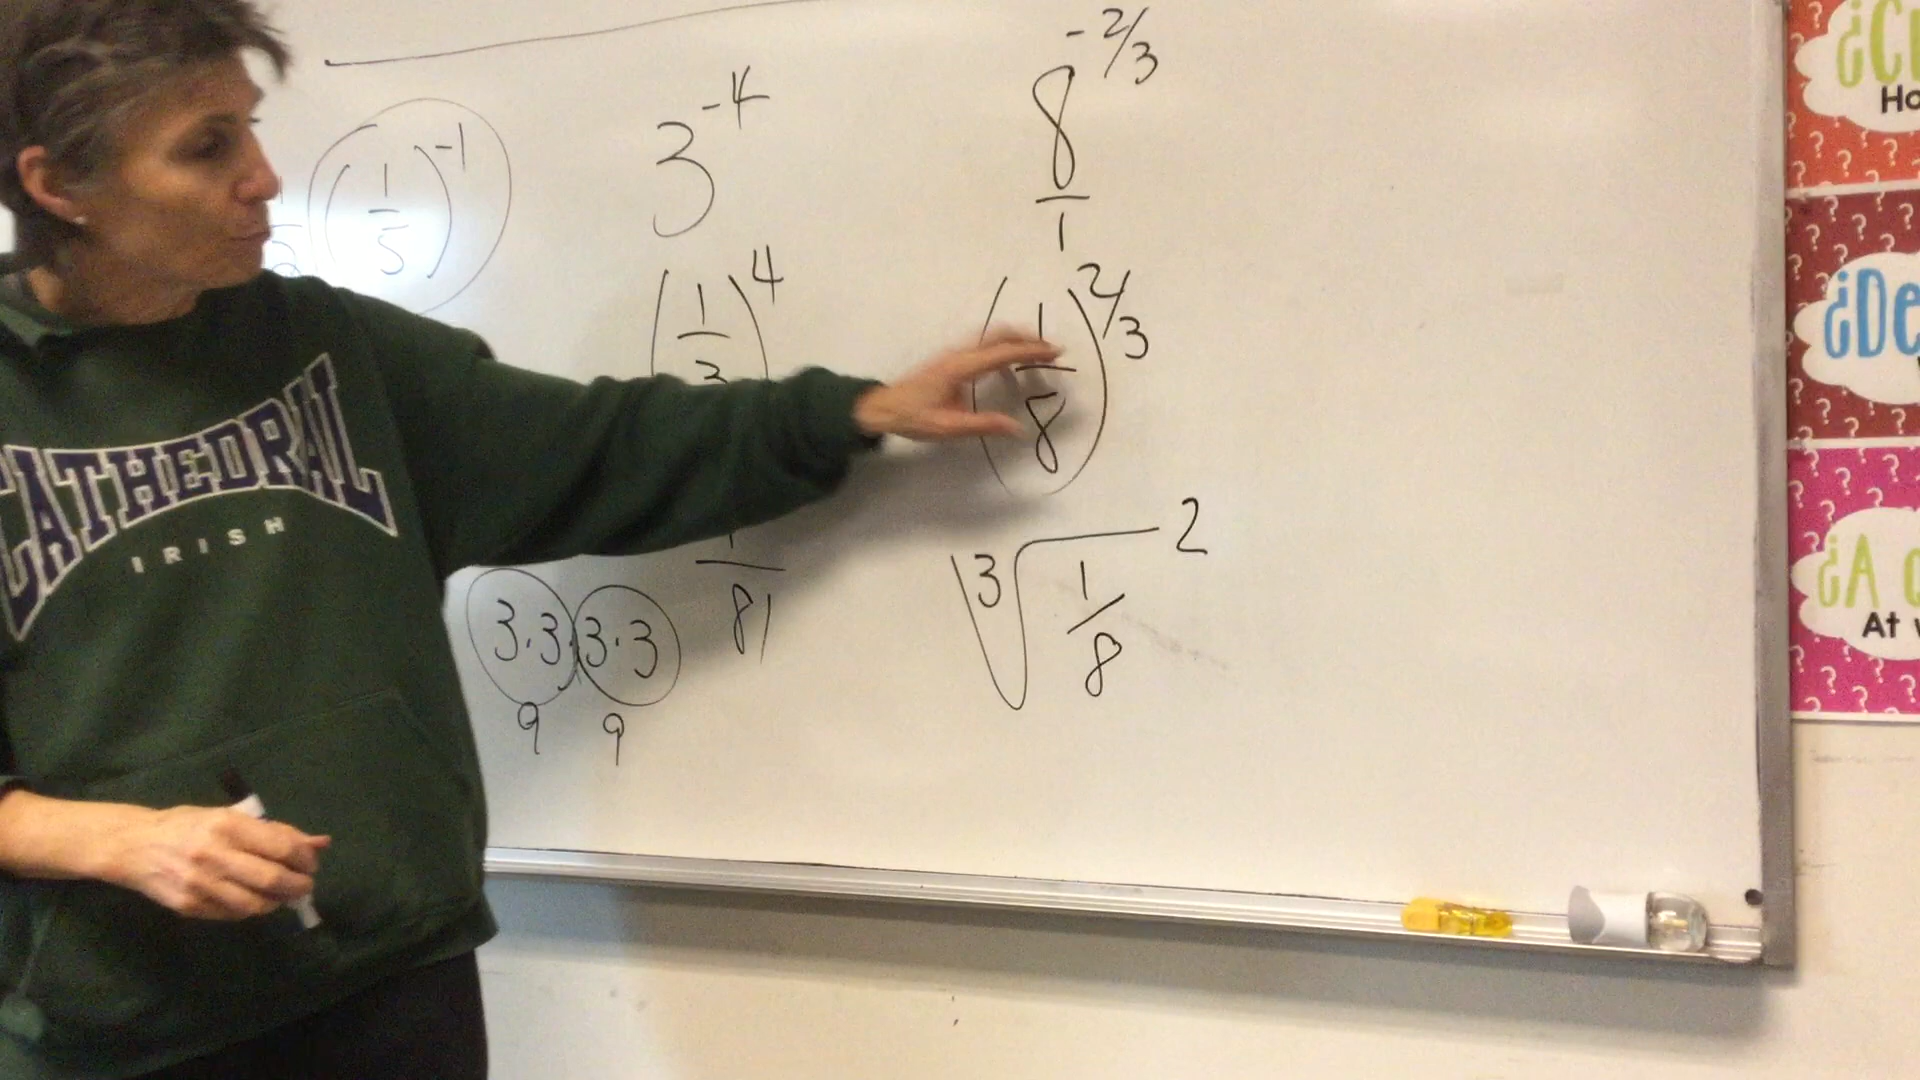 (1/5)^-1
3^-4
8^-2/3
1
(1/3)^4
(1/8)^2/3
1/81
3·3·3·3
9 9
3√1/8 ^2
CATHEDRAL
IRISH
Ho
¿De
¿A
At